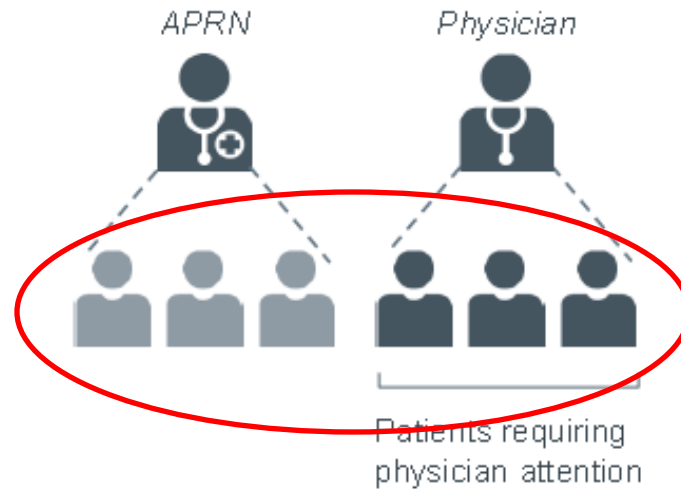 APRN
Physician
Patients requiring
physician attention